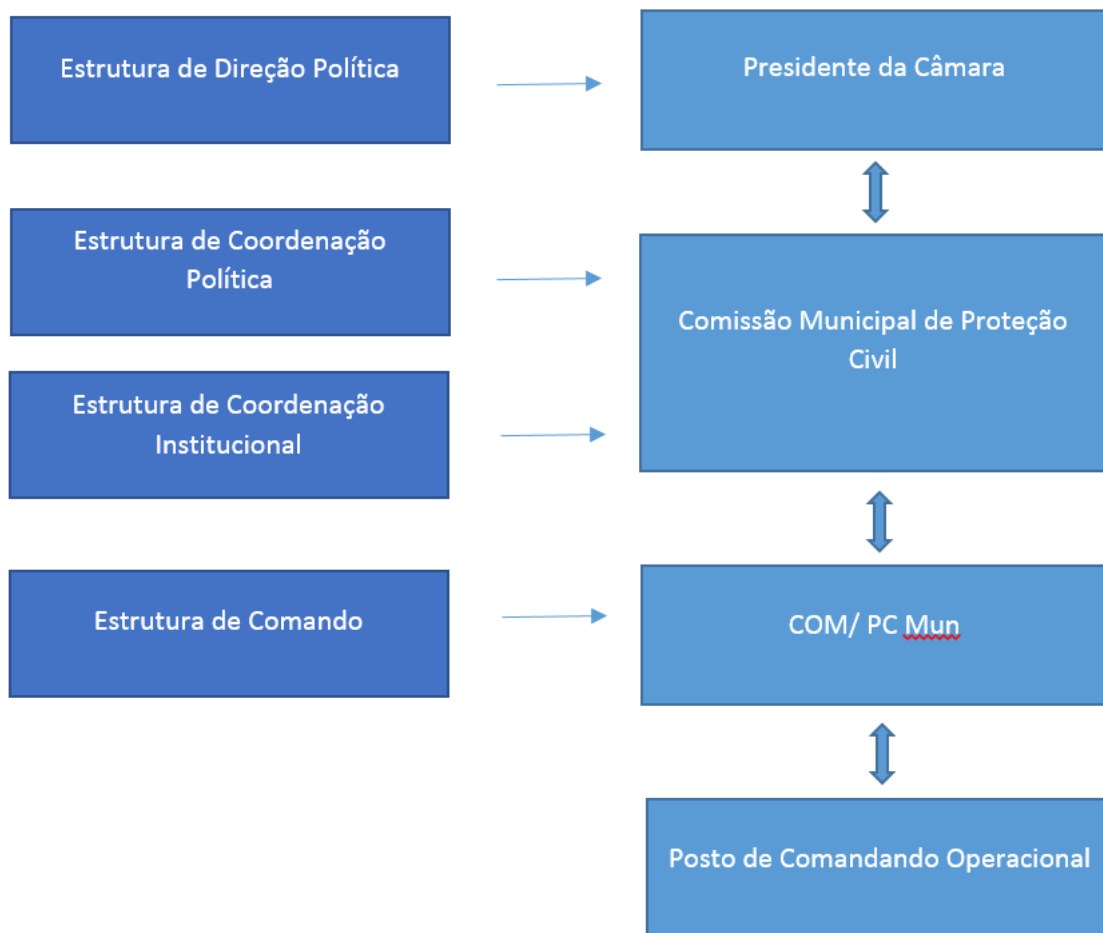 Estrutura de Direção Política
Presidente da Câmara
Estrutura de Coordenação
Política
Comissão Municipal de Proteção
Civil
Estrutura de Coordenação
Institucional
Estrutura de Comando
COM/ PC Mun
Posto de Comandando Operacional